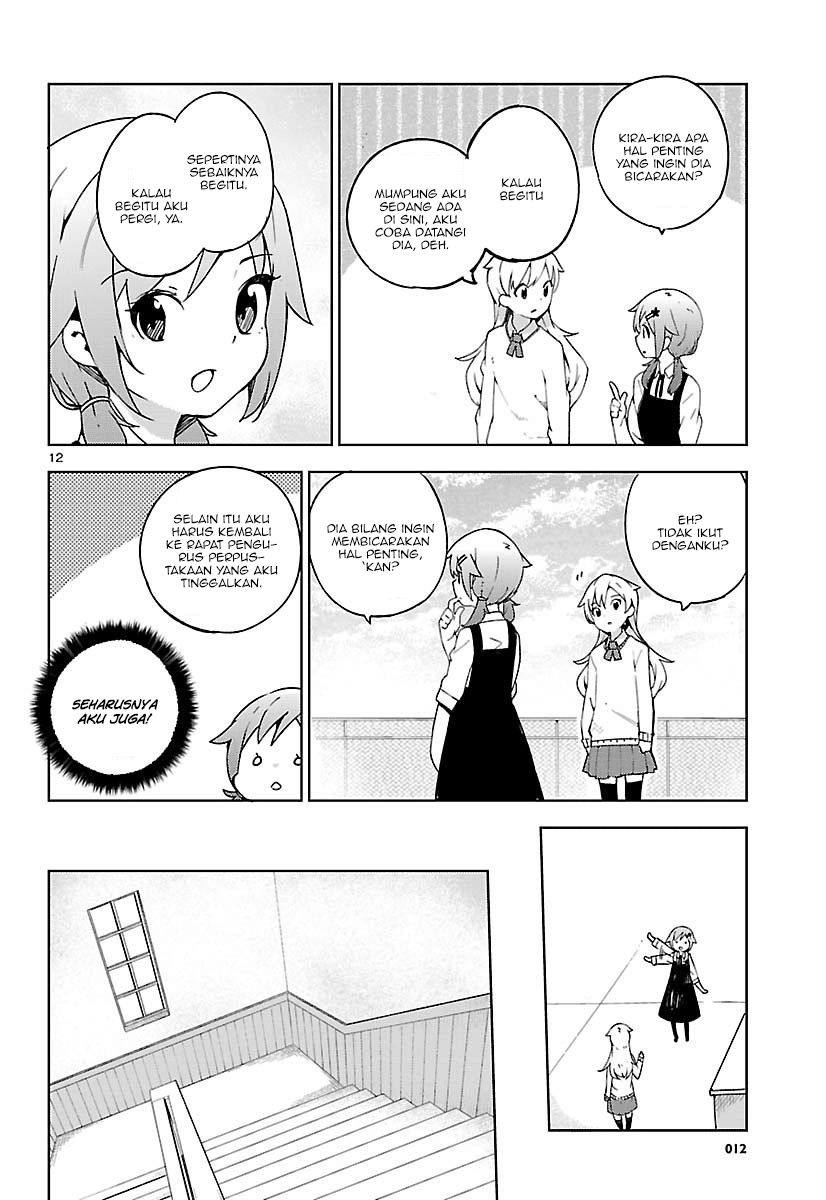 KIRA-KIRA APA
HAL PENTING
YANG INGIN DIA
BICARAKAN?
KALAU
BEGITU
MUMPUNG AKU
SEDANG ADA
DI SINI, AKU
COBA DATANGI
DIA, DEH.
SEPERTINYA
SEBAIKNYA
BEGITU.
KALAU
BEGITU AKU
PERGI, YA.
12
EH?
TIDAK IKUT
DENGANKU?
DIA BILANG INGIN
MEMBICARAKAN
HAL PENTING,
'KAN?
SELAIN ITU AKU
HARUS KEMBALI
KE RAPAT PENGU-
RUS PERPUS-
TAKAAN YANG AKU
TINGGALKAN.
SEHARUSNYA
AKU JUGA!
012